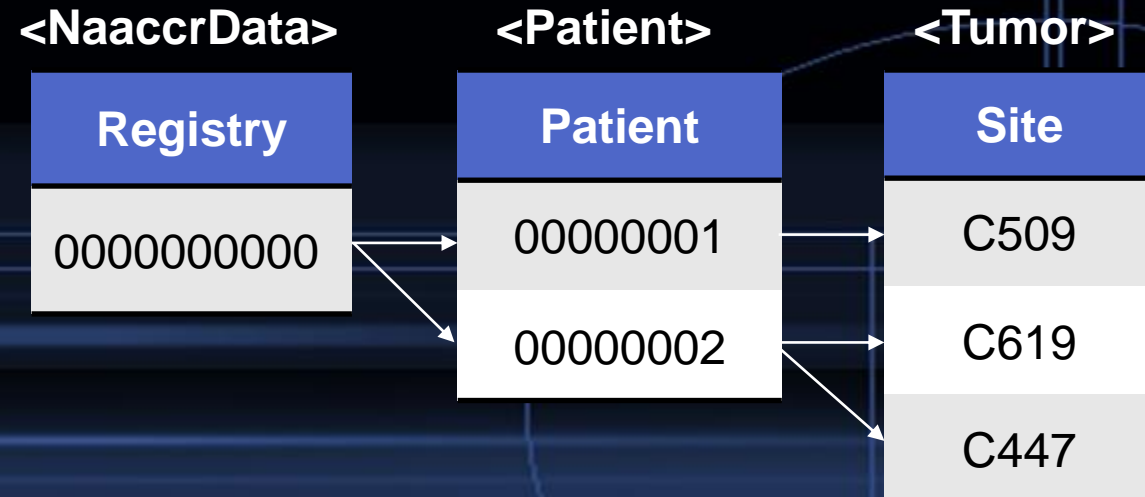 <NaaccrData> <Patient> <Tumor>
Registry Patient Site
0000000000 00000001 C509
00000002 C619
C447